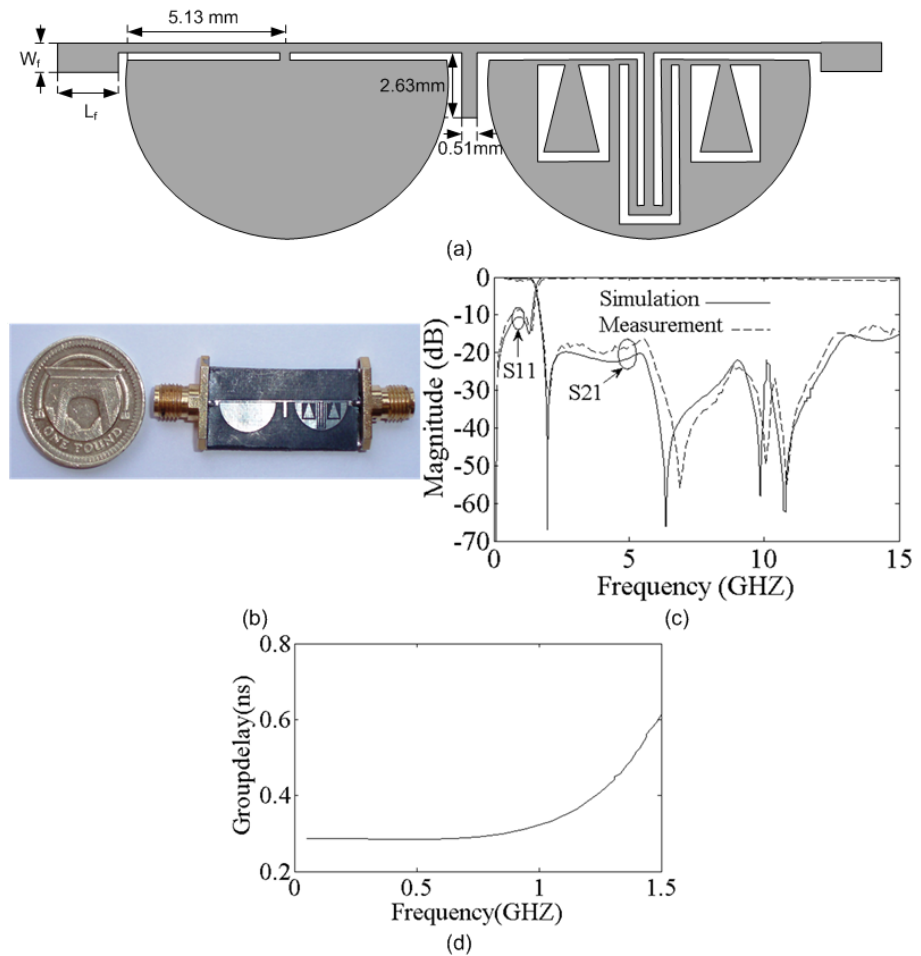 5.13 mm
Wf
Lf
2.63mm
0.51mm
(a)
ONE POUND
(b)
0
-10
-20
-30
-40
-50
-60
-70
Magnitude (dB)
Simulation
Measurement
S11
S21
0
5
10
15
Frequency (GHZ)
(c)
0.8
0.6
0.4
0.2
Groupdelay(ns)
0
0.5
1
1.5
Frequency(GHZ)
(d)